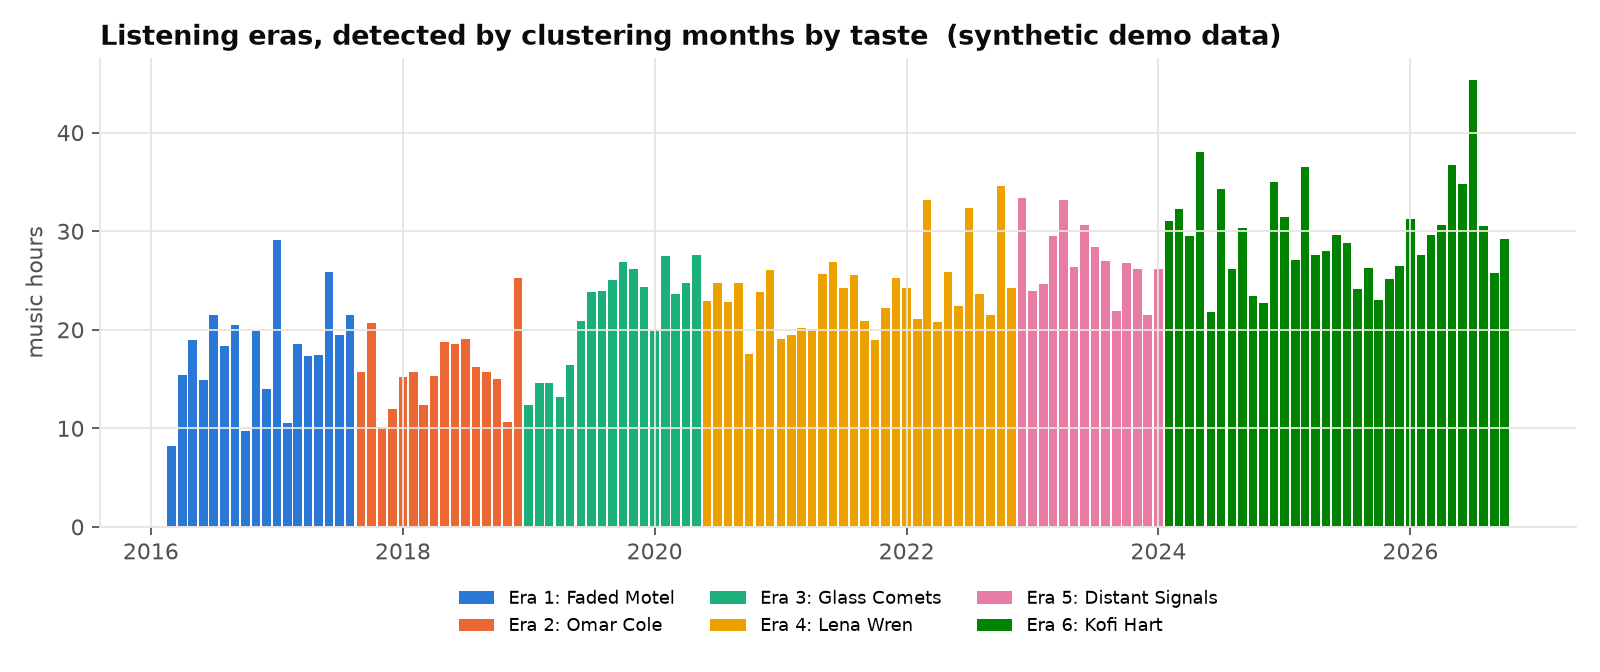 Listening eras, detected by clustering months by taste  (synthetic demo data)
music hours
40
30
20
10
0
2016 2018 2020 2022 2024 2026
Era 1: Faded Motel Era 3: Glass Comets Era 5: Distant Signals
Era 2: Omar Cole Era 4: Lena Wren Era 6: Kofi Hart